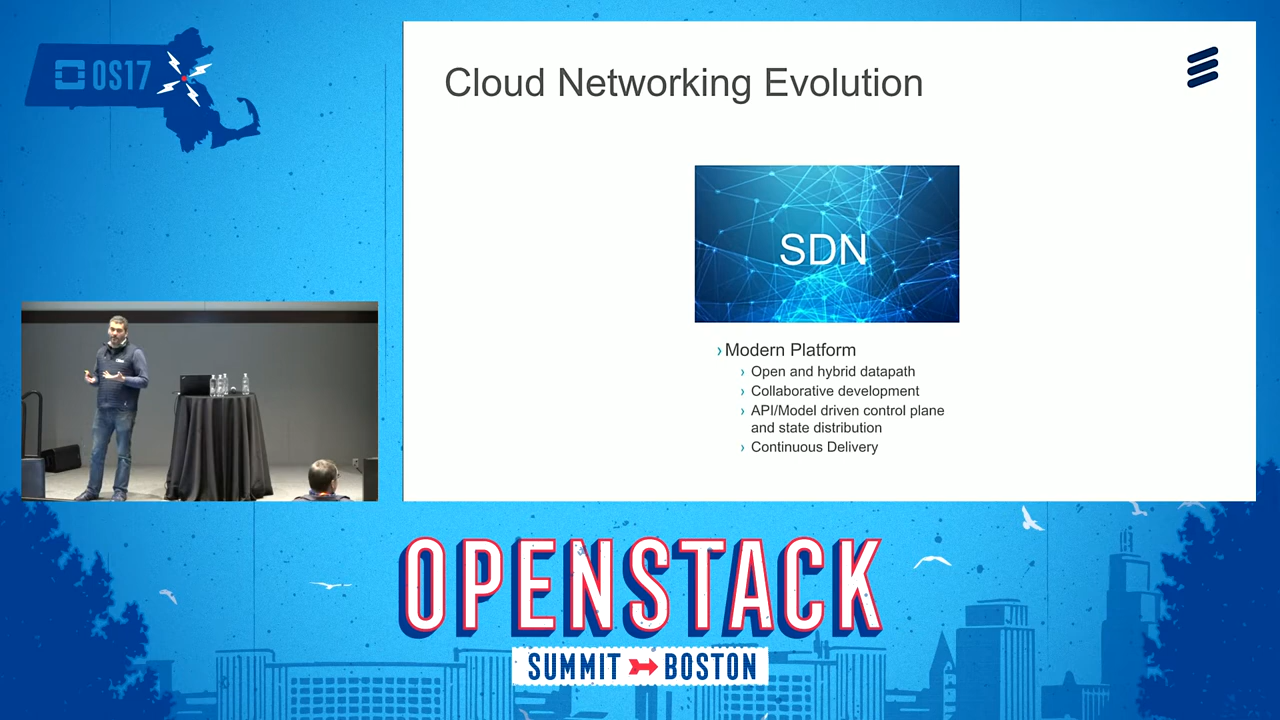 OS17
Cloud Networking Evolution
SDN
› Modern Platform
› Open and hybrid datapath
› Collaborative development
› API/Model driven control plane
and state distribution
› Continuous Delivery
OPENSTACK
SUMMIT BOSTON